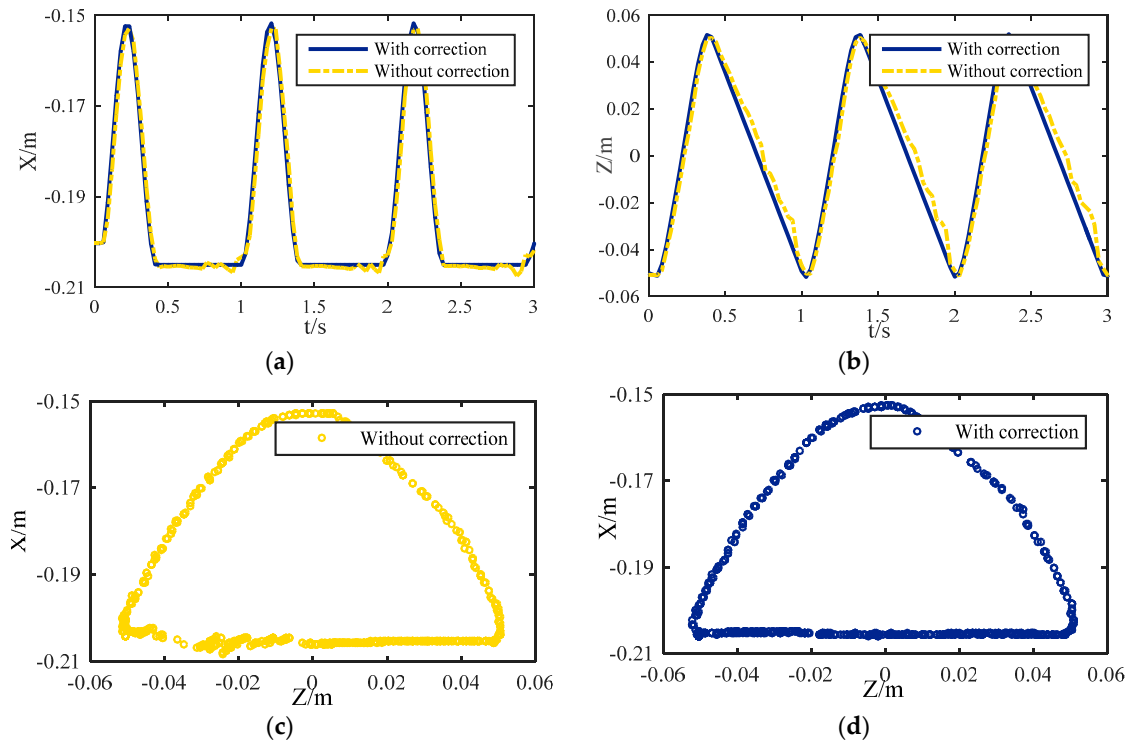 -0.15
-0.17
-0.19
-0.21
X/m
0
0.5
1
1.5
2
2.5
3
t/s
With correction
Without correction
(a)
0.06
0.04
0.02
0
-0.02
-0.04
-0.06
Z/m
0
0.5
1
1.5
2
2.5
3
t/s
With correction
Without correction
(b)
-0.15
-0.17
-0.19
-0.21
X/m
-0.06
-0.04
-0.02
0
0.02
0.04
0.06
Z/m
Without correction
(c)
-0.15
-0.17
-0.19
-0.21
X/m
-0.06
-0.04
-0.02
0
0.02
0.04
0.06
Z/m
With correction
(d)